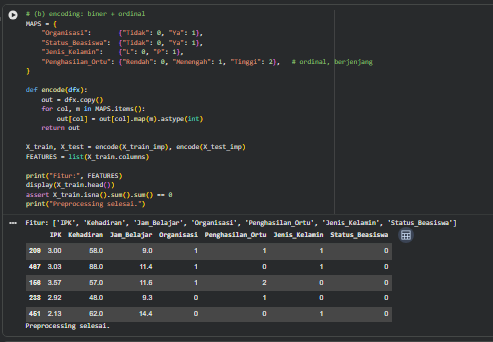 # (b) encoding: biner + ordinal
MAPS = {
    "Organisasi":       {"Tidak": 0, "Ya": 1},
    "Status_Beasiswa":  {"Tidak": 0, "Ya": 1},
    "Jenis_Kelamin":    {"L": 0, "P": 1},
    "Penghasilan_Ortu": {"Rendah": 0, "Menengah": 1, "Tinggi": 2},   # ordinal, berjenjang
}
def encode(dfx):
    out = dfx.copy()
    for col, m in MAPS.items():
        out[col] = out[col].map(m).astype(int)
    return out
X_train, X_test = encode(X_train_imp), encode(X_test_imp)
FEATURES = list(X_train.columns)
print("Fitur:", FEATURES)
display(X_train.head())
assert X_train.isna().sum().sum() == 0
print("Preprocessing selesai.")
Fitur: ['IPK', 'Kehadiran', 'Jam_Belajar', 'Organisasi', 'Penghasilan_Ortu', 'Jenis_Kelamin', 'Status_Beasiswa']
IPK Kehadiran Jam_Belajar Organisasi Penghasilan_Ortu Jenis_Kelamin Status_Beasiswa
3.00 58.0 9.0 1 1 1 0
467 3.03 88.0 11.4 1 0 1 0
3.57 57.0 11.6 1 2 0 0
233 2.92 48.0 9.3 0 1 0 0
451 2.13 62.0 14.4 0 0 1 0
Preprocessing selesai.